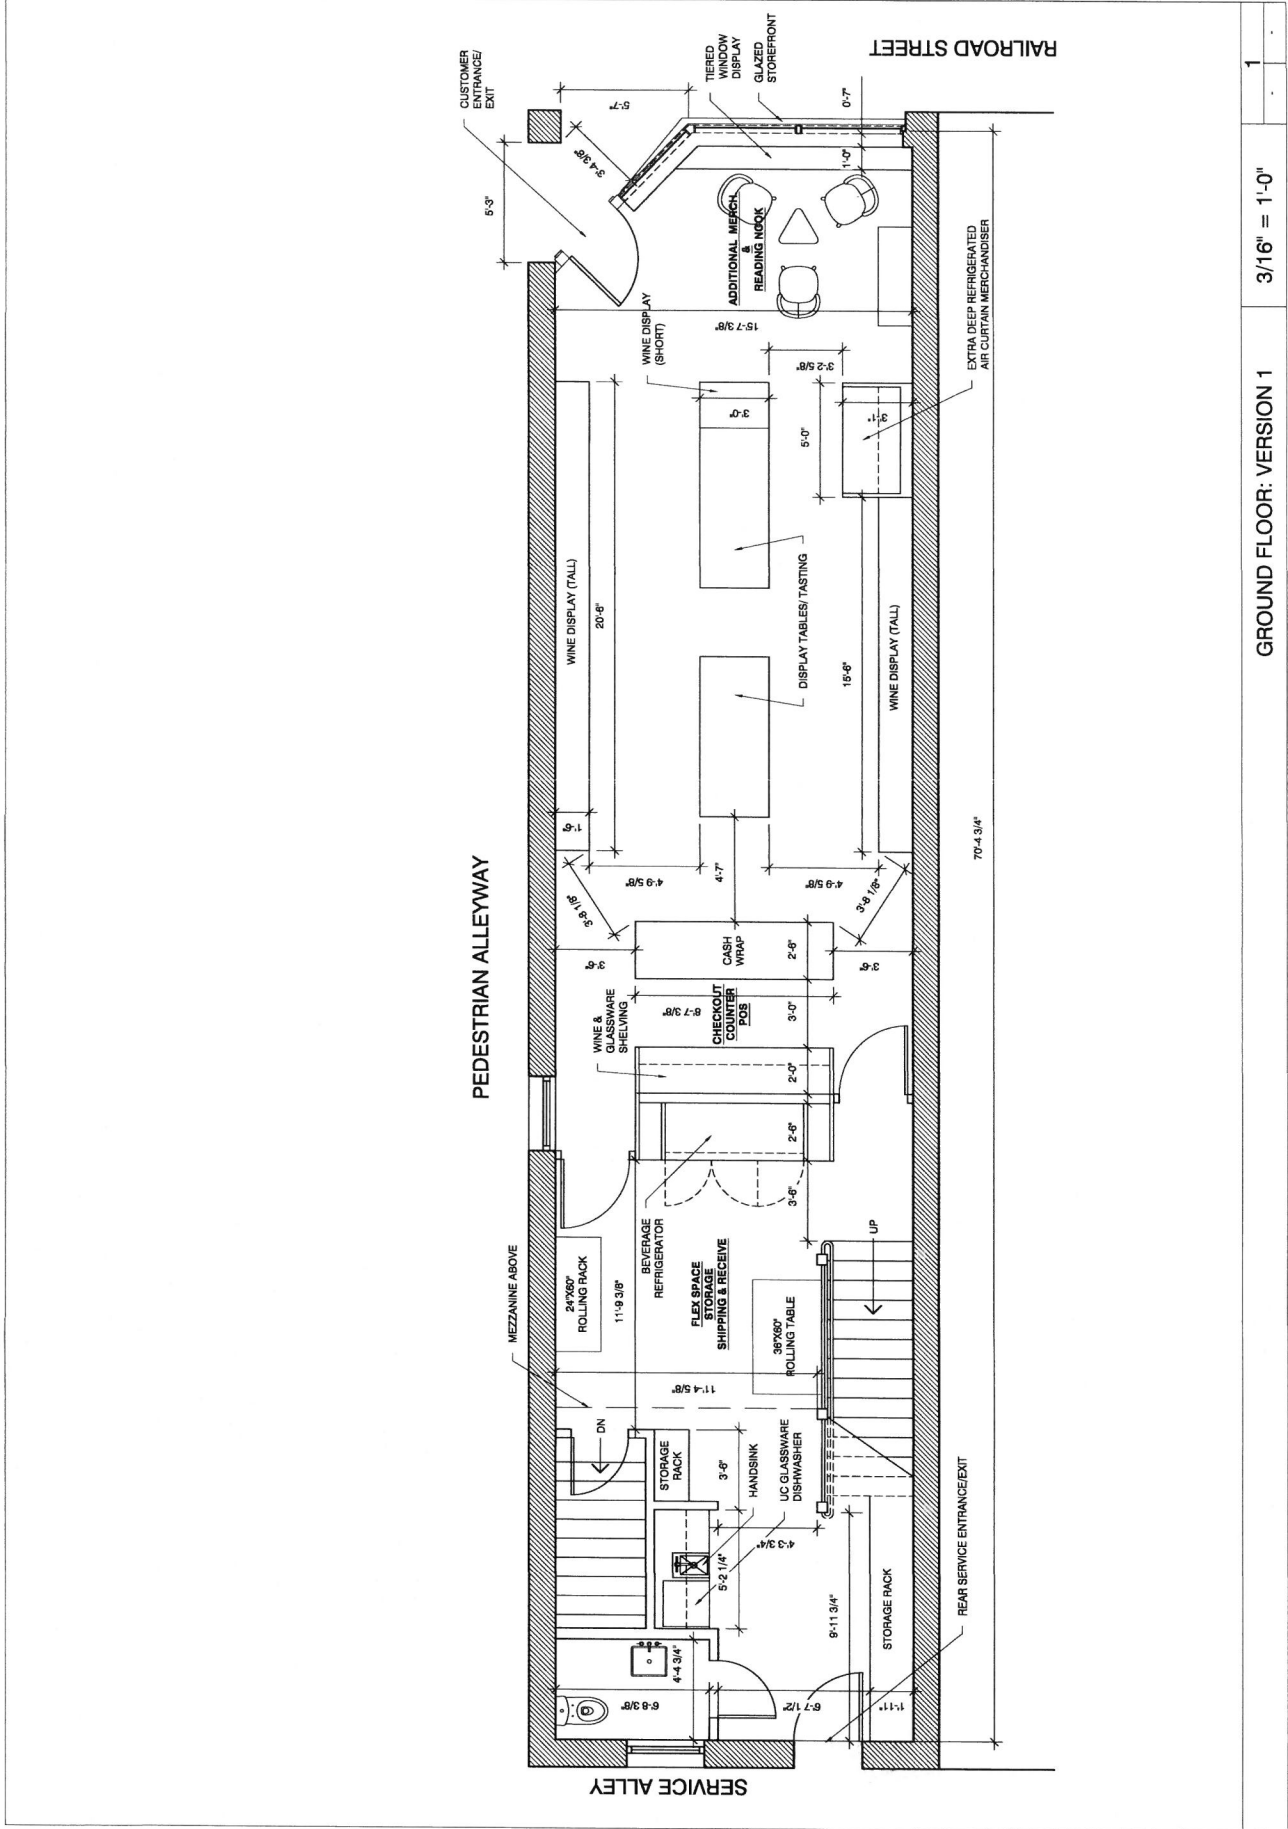 PEDESTRIAN ALLEYWAY
RAILROAD STREET
SERVICE ALLEY
CUSTOMER
ENTRANCE/
EXIT
5'-3"
5'-7"
3'-4 3/8"
TIERED
WINDOW
DISPLAY
GLAZED
STOREFRONT
0'-7"
1'-0"
ADDITIONAL MERCH
&
READING NOOK
15'-7 3/8"
WINE DISPLAY
(SHORT)
3'-0"
3'-2 5/8"
5'-0"
3'-1"
EXTRA DEEP REFRIGERATED
AIR CURTAIN MERCHANDISER
WINE DISPLAY (TALL)
20'-6"
DISPLAY TABLES/ TASTING
15'-6"
WINE DISPLAY (TALL)
70'-4 3/4"
1'-6"
4'-9 5/8"
4'-7"
4'-9 5/8"
3'-8 1/8"
3'-8 1/8"
3'-6"
CASH
WRAP
2'-6"
3'-6"
8'-7 3/8"
WINE &
GLASSWARE
SHELVING
CHECKOUT
COUNTER
POS
3'-0"
2'-0"
2'-6"
3'-6"
BEVERAGE
REFRIGERATOR
MEZZANINE ABOVE
24"X60"
ROLLING RACK
11'-9 3/8"
FLEX SPACE
STORAGE
SHIPPING & RECEIVE
36"X60"
ROLLING TABLE
UP
11'-4 5/8"
DN
STORAGE
RACK
3'-6"
HANDSINK
UC GLASSWARE
DISHWASHER
4'-3 3/4"
5'-2 1/4"
9'-11 3/4"
STORAGE RACK
REAR SERVICE ENTRANCE/EXIT
4'-4 3/4"
6'-8 3/8"
6'-7 1/2"
1'-11"
GROUND FLOOR: VERSION 1
3/16" = 1'-0"
1
-
-